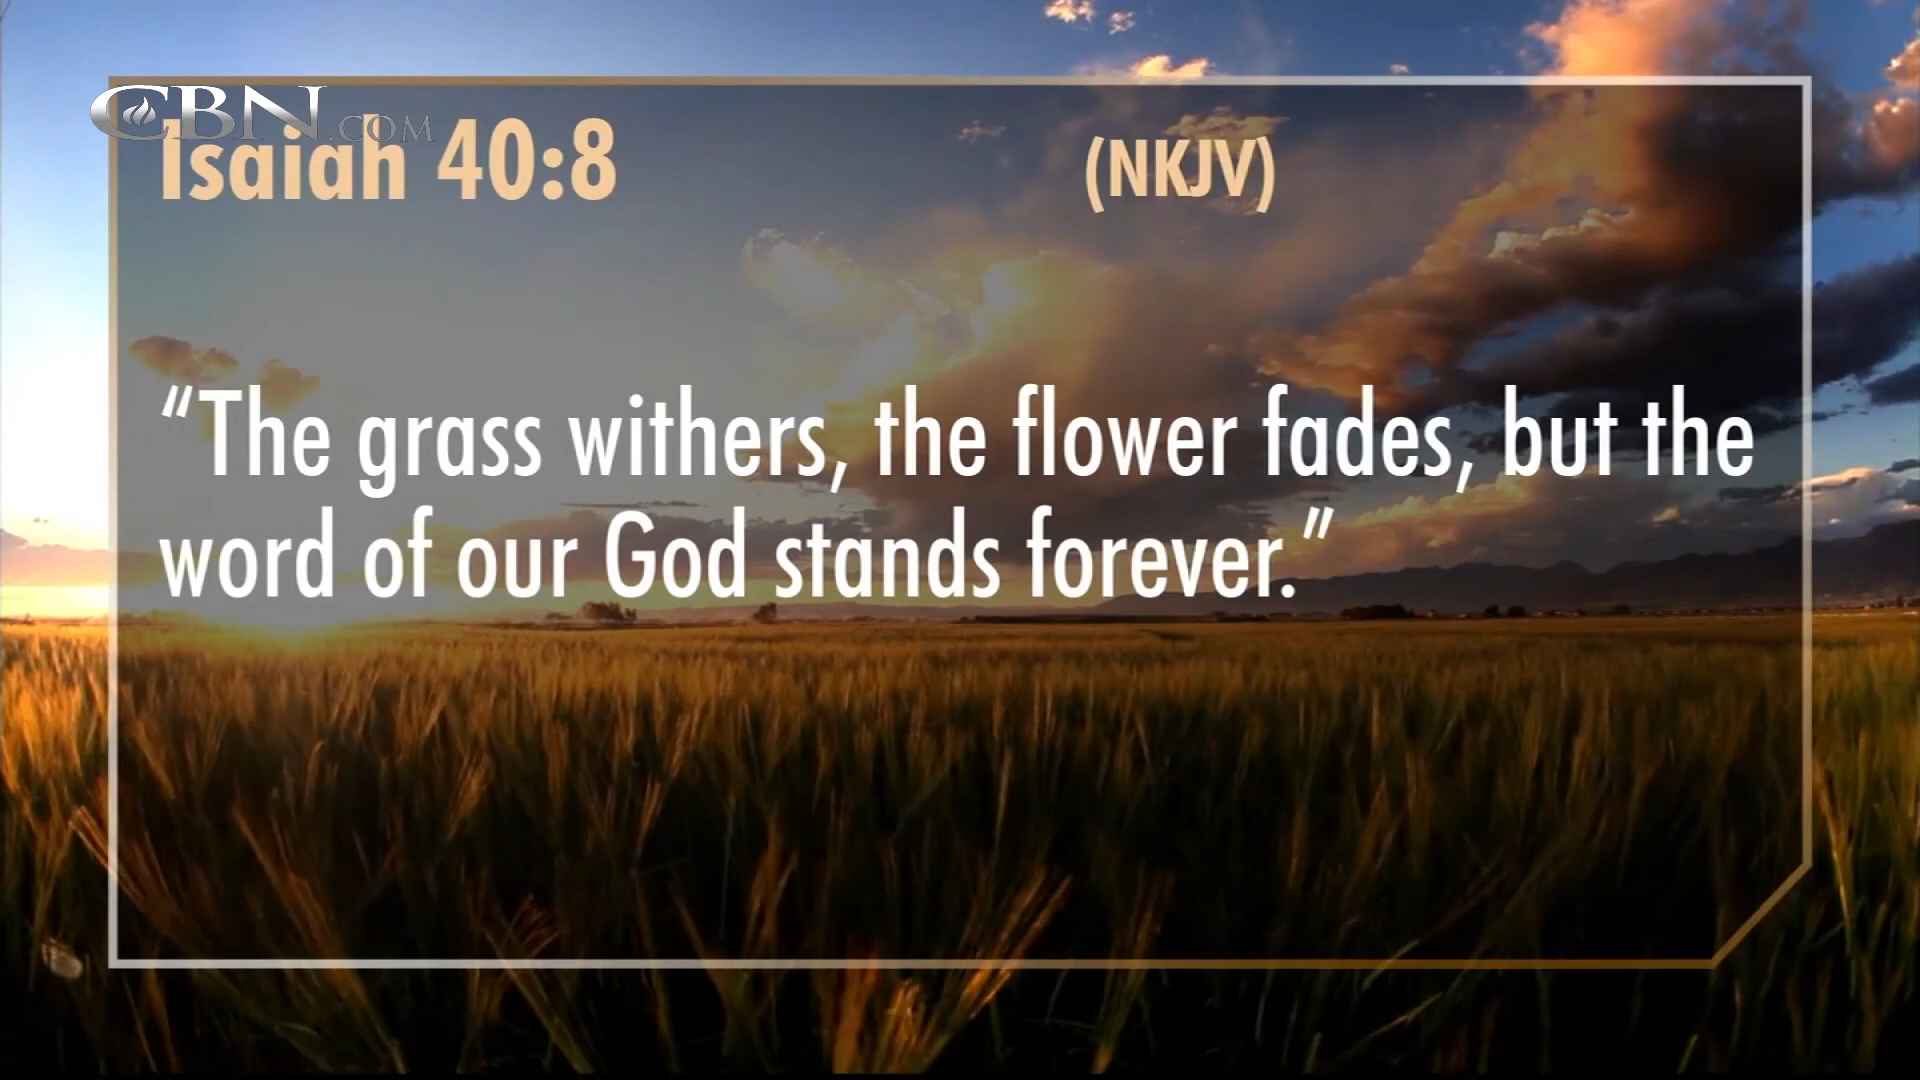 CBN.COM
Isaiah 40:8 (NKJV)
“The grass withers, the flower fades, but the
word of our God stands forever.”